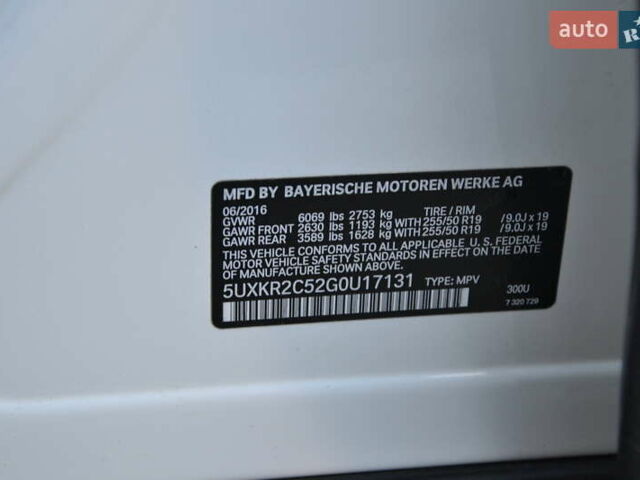 auto
R
MFD BY BAYERISCHE MOTOREN WERKE AG
06/2016
GVWR 6069 lbs 2753 kg TIRE / RIM
GAWR FRONT 2630 lbs 1193 kg WITH 255/50 R19 /9.0J x 19
GAWR REAR 3589 lbs 1628 kg WITH 255/50 R19 /9.0J x 19
THIS VEHICLE CONFORMS TO ALL APPLICABLE U.S. FEDERAL
MOTOR VEHICLE SAFETY STANDARDS IN EFFECT ON THE DATE
OF MANUFACTURE SHOWN ABOVE.
5UXKR2C52G0U17131 TYPE: MPV 300U
7 320 729